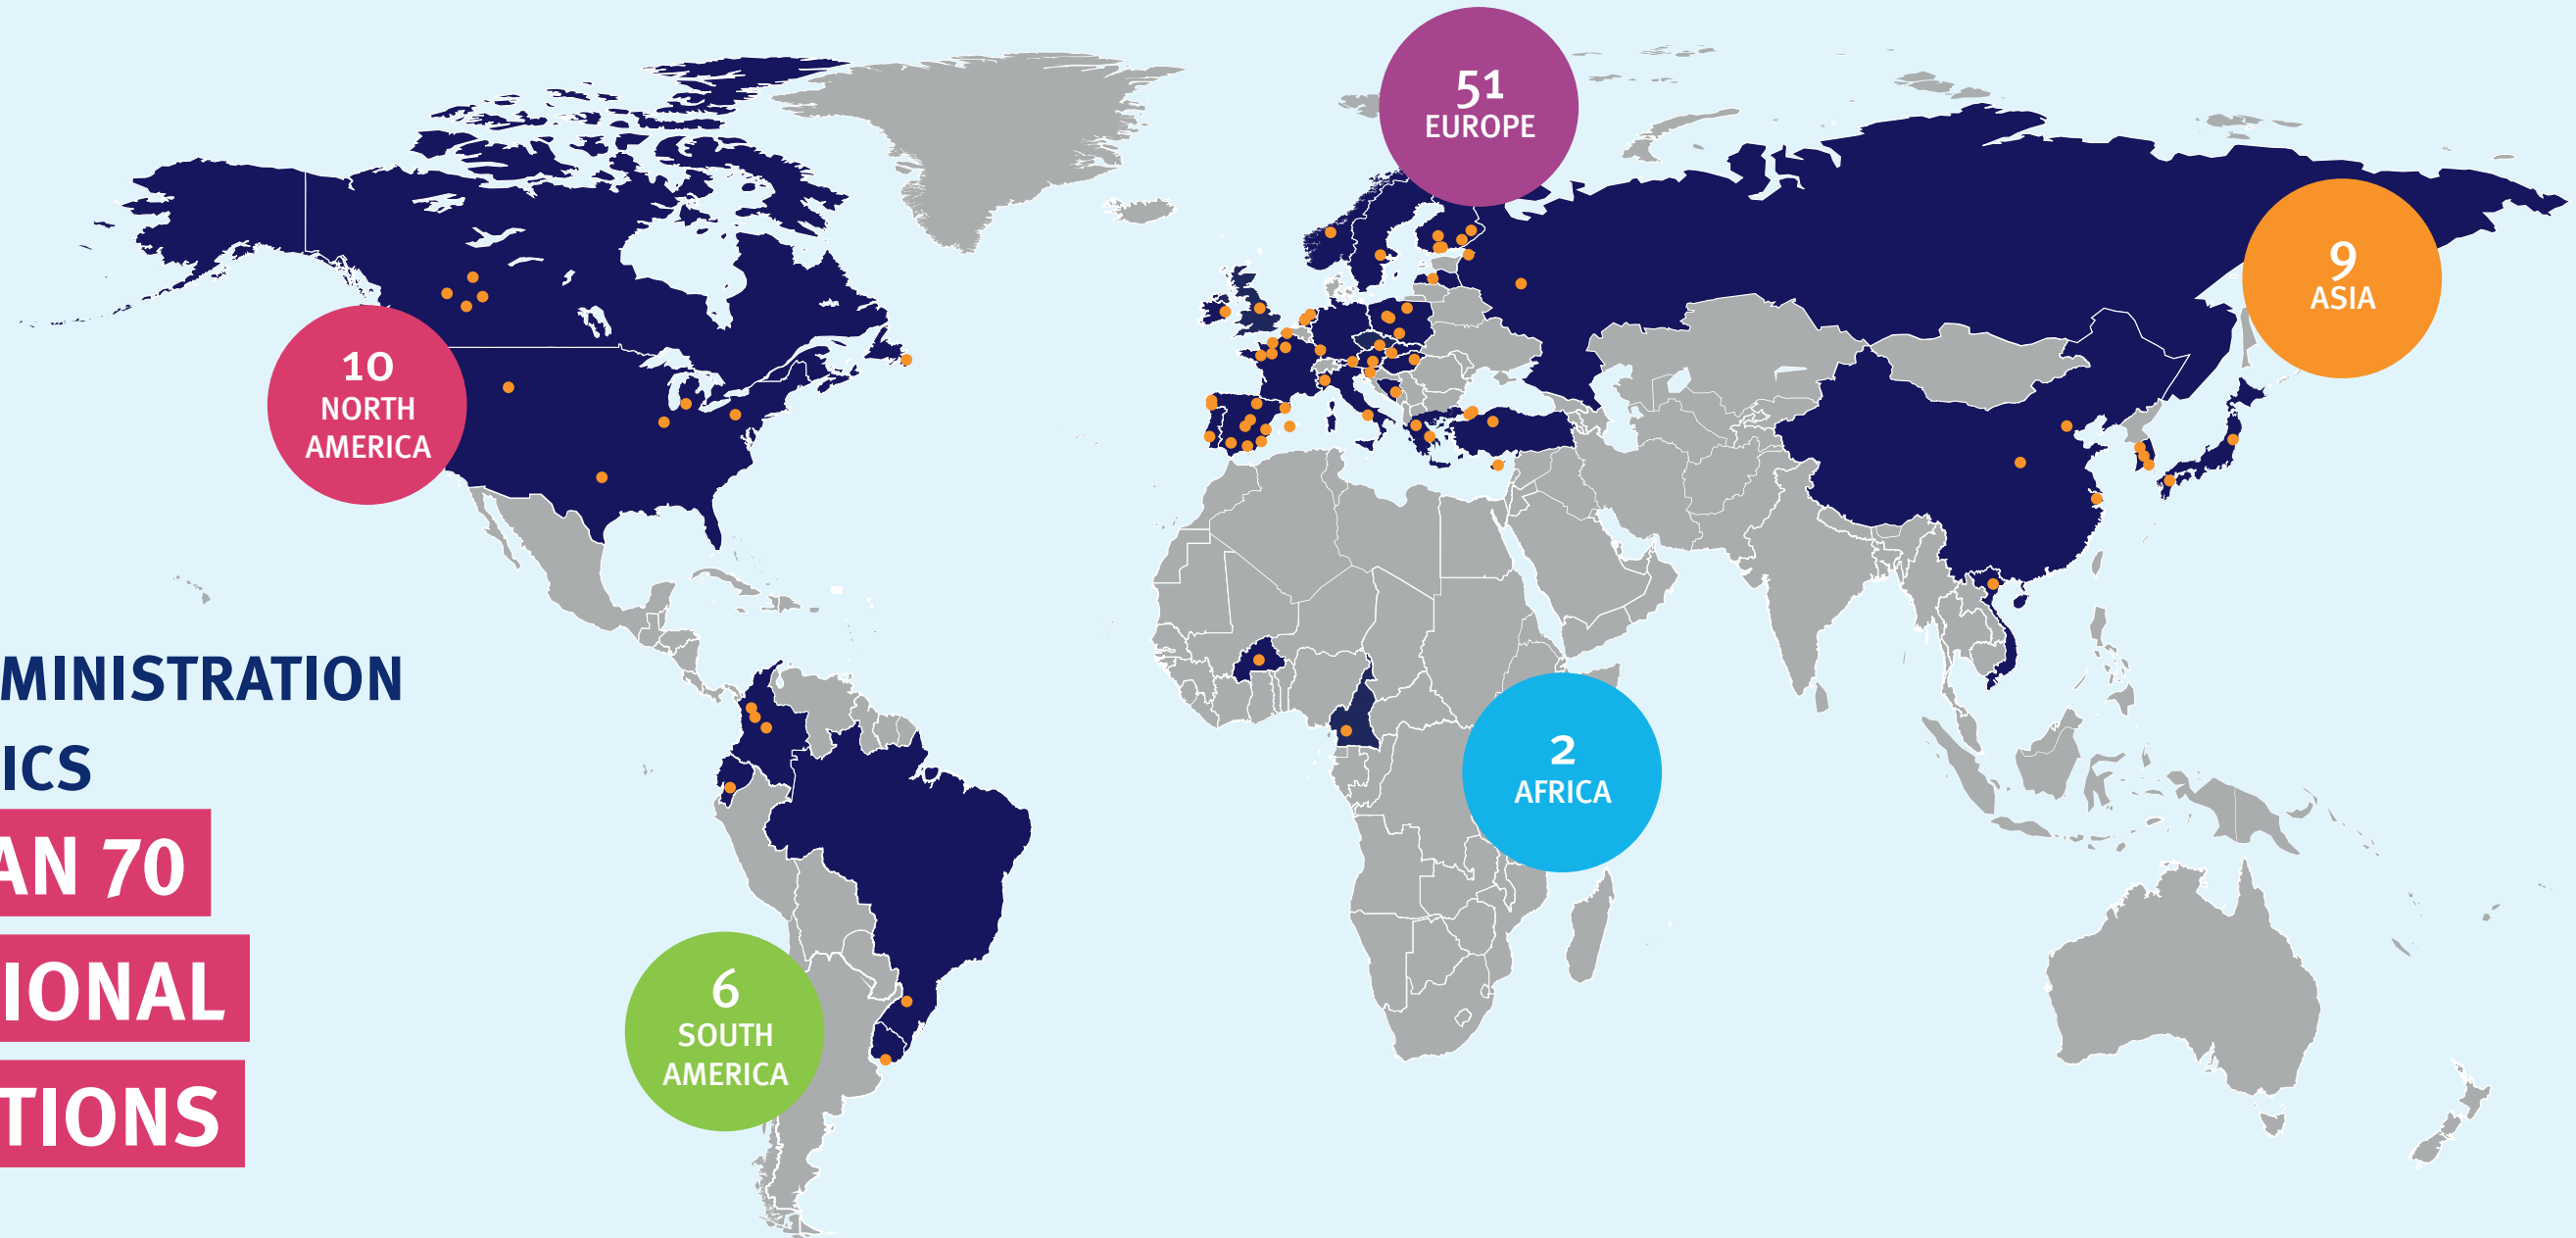 51
EUROPE
9
ASIA
10
NORTH
AMERICA
MINISTRATION
ICS
AN 70
IONAL
TIONS
2
AFRICA
6
SOUTH
AMERICA